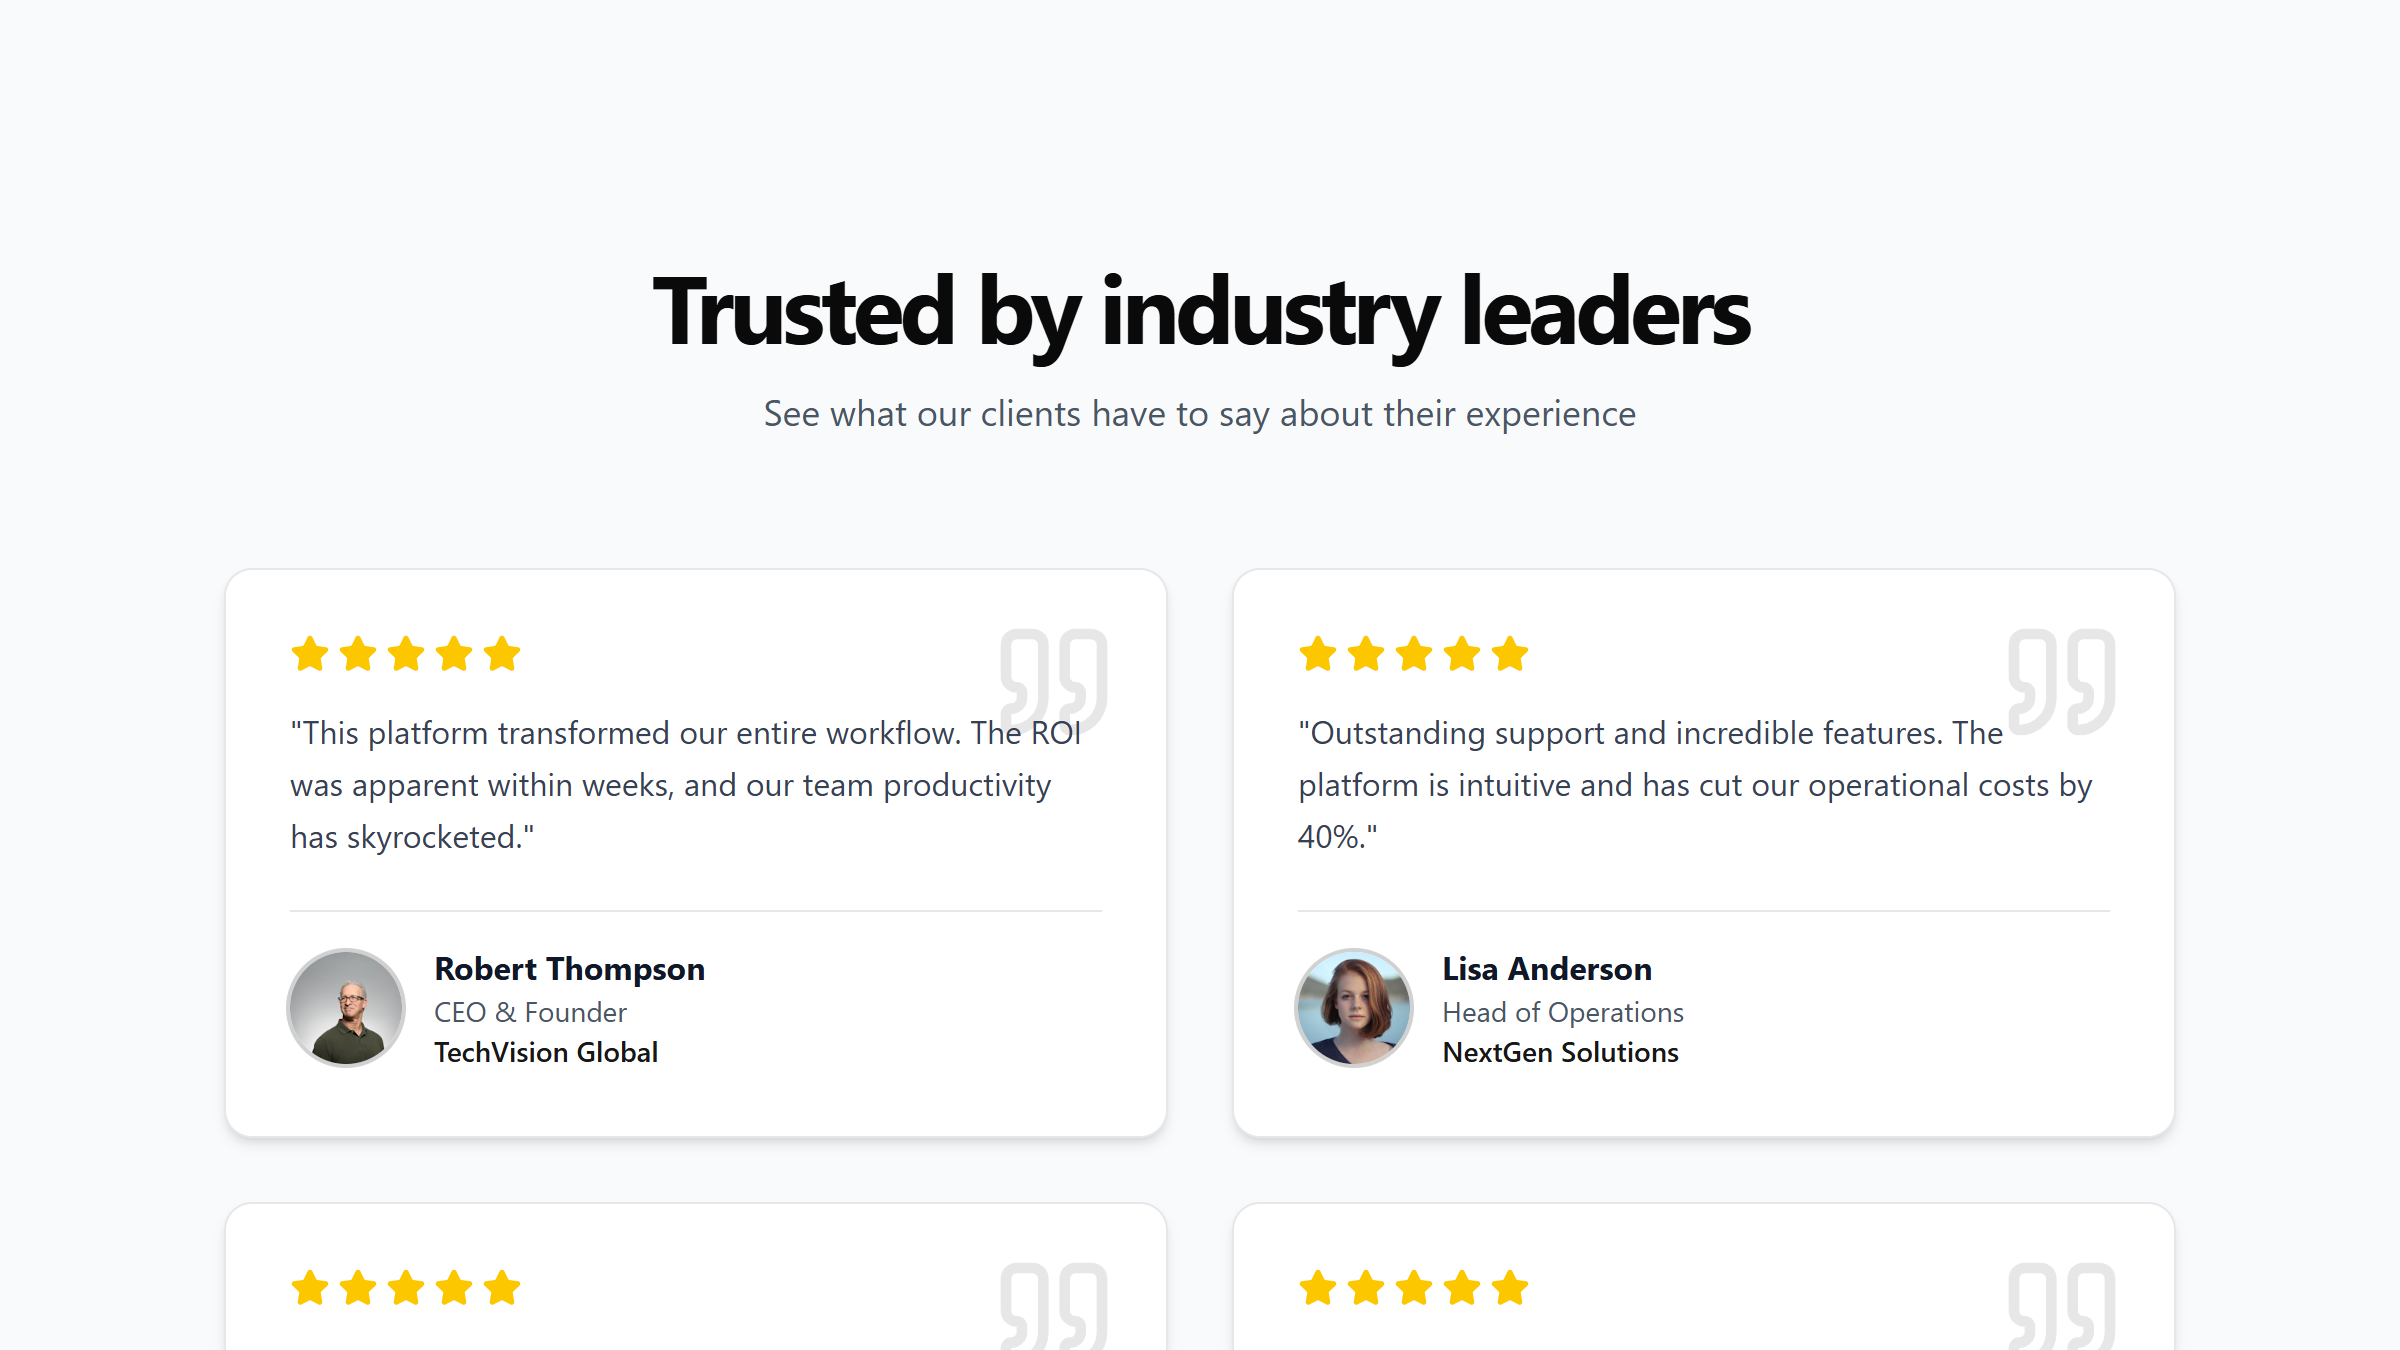 Trusted by industry leaders
See what our clients have to say about their experience
"This platform transformed our entire workflow. The ROI
was apparent within weeks, and our team productivity
has skyrocketed."
Robert Thompson
CEO & Founder
TechVision Global
"Outstanding support and incredible features. The
platform is intuitive and has cut our operational costs by
40%."
Lisa Anderson
Head of Operations
NextGen Solutions